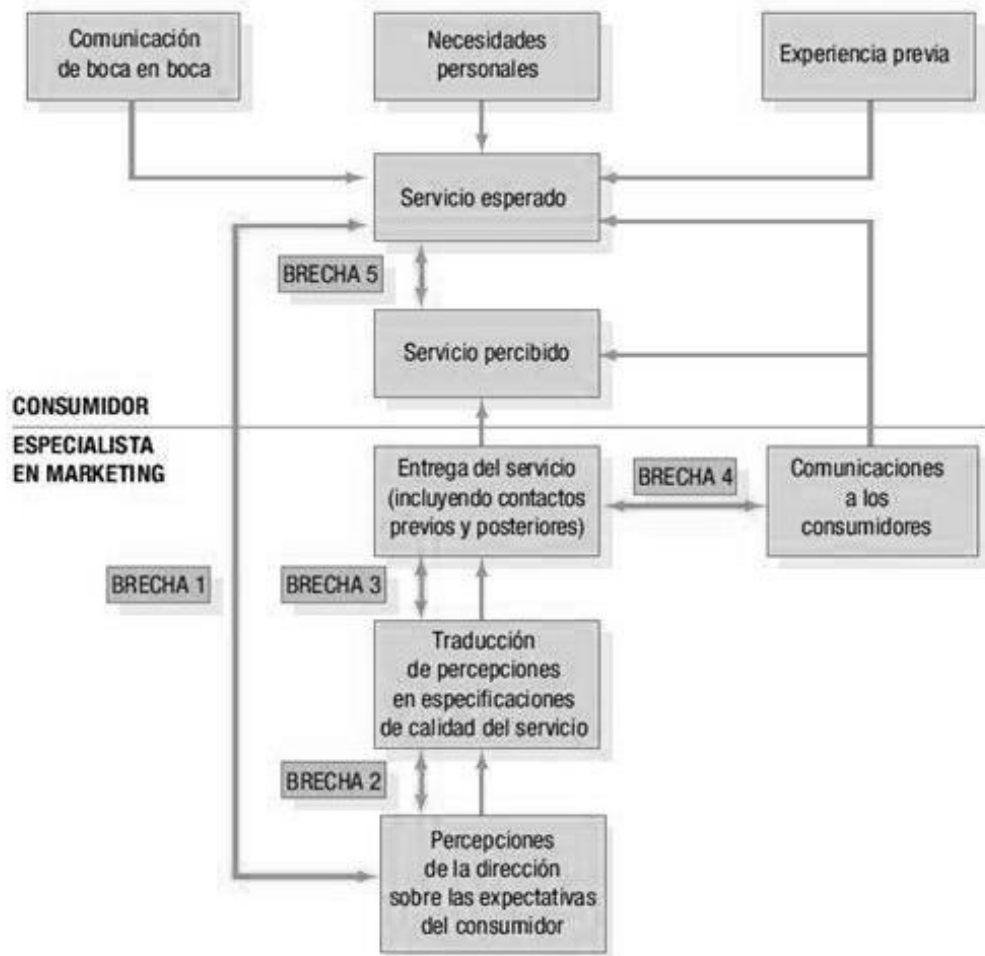 Comunicación
de boca en boca
Necesidades
personales
Experiencia previa
Servicio esperado
BRECHA 5
Servicio percibido
CONSUMIDOR
ESPECIALISTA
EN MARKETING
Entrega del servicio
(incluyendo contactos
previos y posteriores)
BRECHA 4
Comunicaciones
a los
consumidores
BRECHA 1
BRECHA 3
Traducción
de percepciones
en especificaciones
de calidad del servicio
BRECHA 2
Percepciones
de la dirección
sobre las expectativas
del consumidor